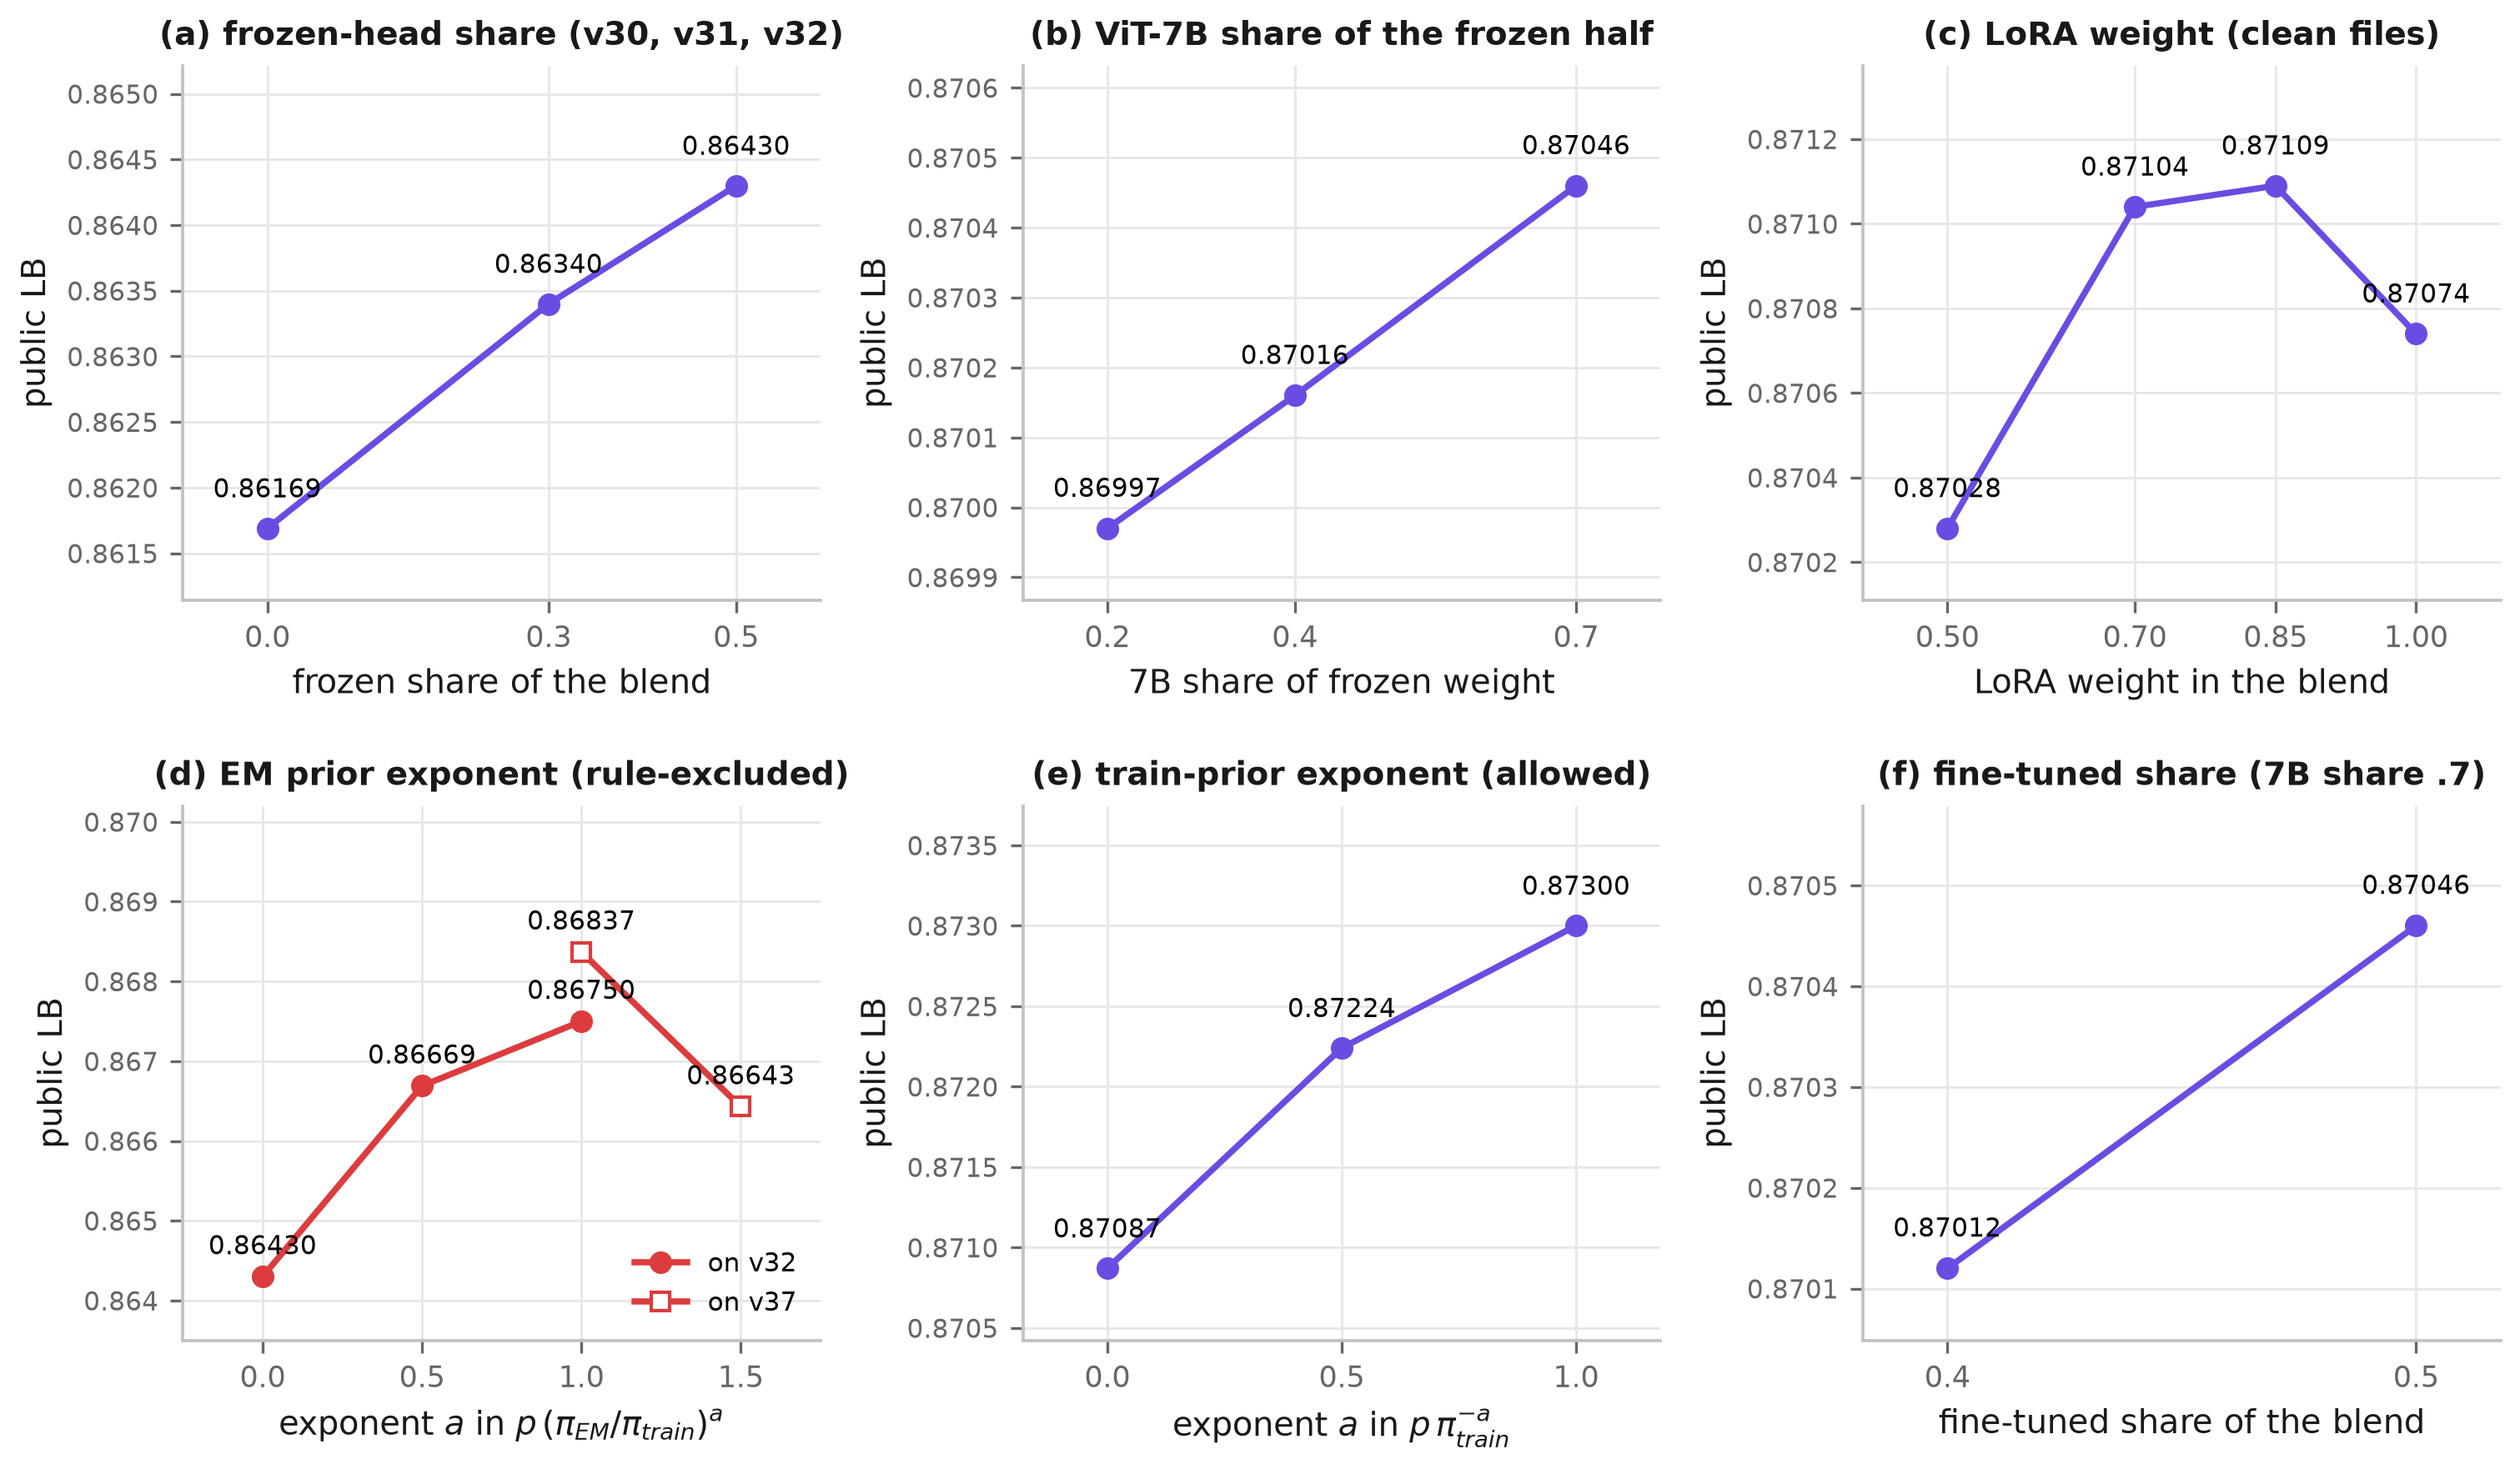 (a) frozen-head share (v30, v31, v32)
public LB
0.8650
0.8645
0.8640
0.8635
0.8630
0.8625
0.8620
0.8615
0.86169
0.86340
0.86430
0.0 0.3 0.5
frozen share of the blend
(b) ViT-7B share of the frozen half
public LB
0.8706
0.8705
0.8704
0.8703
0.8702
0.8701
0.8700
0.8699
0.86997
0.87016
0.87046
0.2 0.4 0.7
7B share of frozen weight
(c) LoRA weight (clean files)
public LB
0.8712
0.8710
0.8708
0.8706
0.8704
0.8702
0.87028
0.87104
0.87109
0.87074
0.50 0.70 0.85 1.00
LoRA weight in the blend
(d) EM prior exponent (rule-excluded)
public LB
0.870
0.869
0.868
0.867
0.866
0.865
0.864
0.86430
0.86669
0.86837
0.86750
0.86643
on v32
on v37
0.0 0.5 1.0 1.5
exponent a in p (π_EM/π_train)^a
(e) train-prior exponent (allowed)
public LB
0.8735
0.8730
0.8725
0.8720
0.8715
0.8710
0.8705
0.87087
0.87224
0.87300
0.0 0.5 1.0
exponent a in p π_train^−a
(f) fine-tuned share (7B share .7)
public LB
0.8705
0.8704
0.8703
0.8702
0.8701
0.87012
0.87046
0.4 0.5
fine-tuned share of the blend